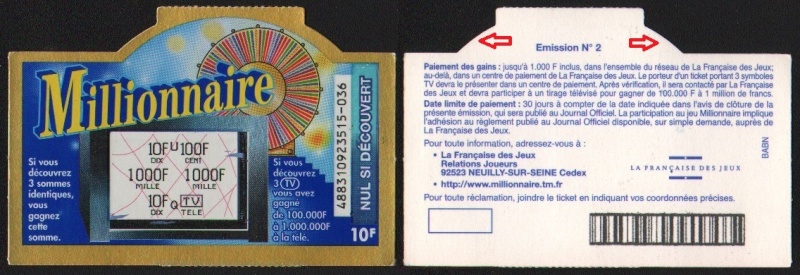 Millionnaire
Si vous
découvrez
3 sommes
identiques,
vous
gagnez
cette
somme.
10F U 100F
DIX CENT
1000F 1000F
MILLE MILLE
10F Q TV
DIX TELE
Si vous
découvrez
3 TV
vous avez
gagné
de 100.000F
à 1.000.000F
à la télé.
488310923515-036
NUL SI DÉCOUVERT
10F
Emission N° 2
Paiement des gains : jusqu'à 1.000 F inclus, dans l'ensemble du réseau de La Française des Jeux;
au-delà, dans un centre de paiement de La Française des Jeux. Le porteur d'un ticket portant 3 symboles
TV devra le présenter dans un centre de paiement. Après vérification, il sera contacté par La Française
des Jeux et devra participer à un tirage télévisé pour gagner de 100.000 F à 1 million de francs.
Date limite de paiement : 30 jours à compter de la date indiquée dans l'avis de clôture de la
présente émission, qui sera publié au Journal Officiel. La participation au jeu Millionnaire implique
l'adhésion au règlement publié au Journal Officiel disponible, sur simple demande, auprès de
La Française des Jeux.
Pour toute information, adressez-vous à :
• La Française des Jeux
Relations Joueurs
92523 NEUILLY-SUR-SEINE Cedex
• http://www.millionnaire.tm.fr
LA FRANÇAISE DES JEUX
BABN
Pour toute réclamation, joindre le ticket en indiquant vos coordonnées précises.